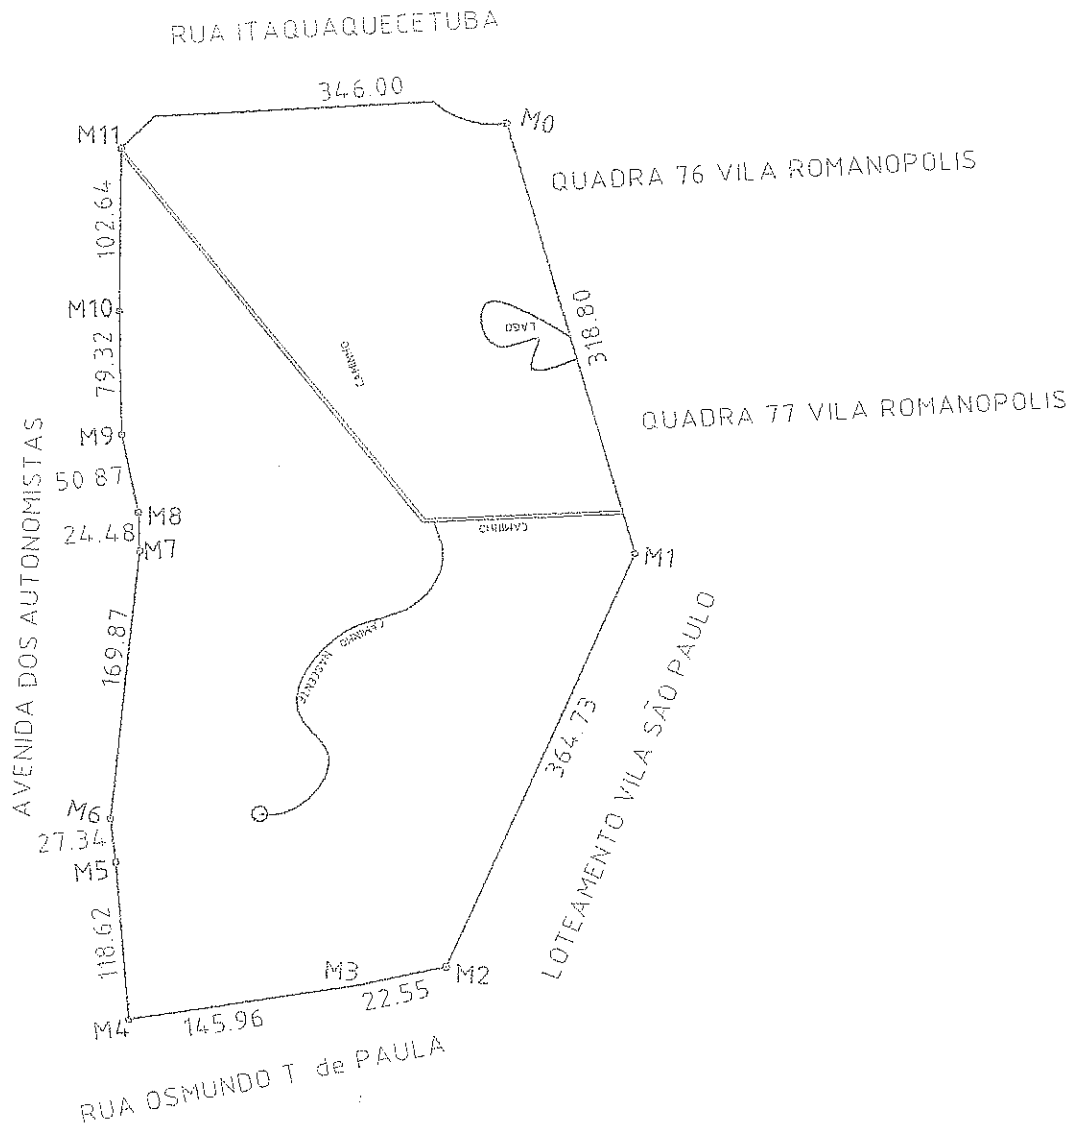 RUA ITAQUAQUECETUBA
346.00
M11
M0
QUADRA 76 VILA ROMANOPOLIS
102.64
M10
LAGO
318.80
CAMINHO
79.32
QUADRA 77 VILA ROMANOPOLIS
M9
50 87
M8
24.48
M7
CAMINHO
M1
AVENIDA DOS AUTONOMISTAS
169.87
CAMINHO
NASCENTE
364.73
LOTEAMENTO VILA SÃO PAULO
M6
27.34
M5
118.62
M3
M2
22.55
M4
145.96
RUA OSMUNDO T de PAULA